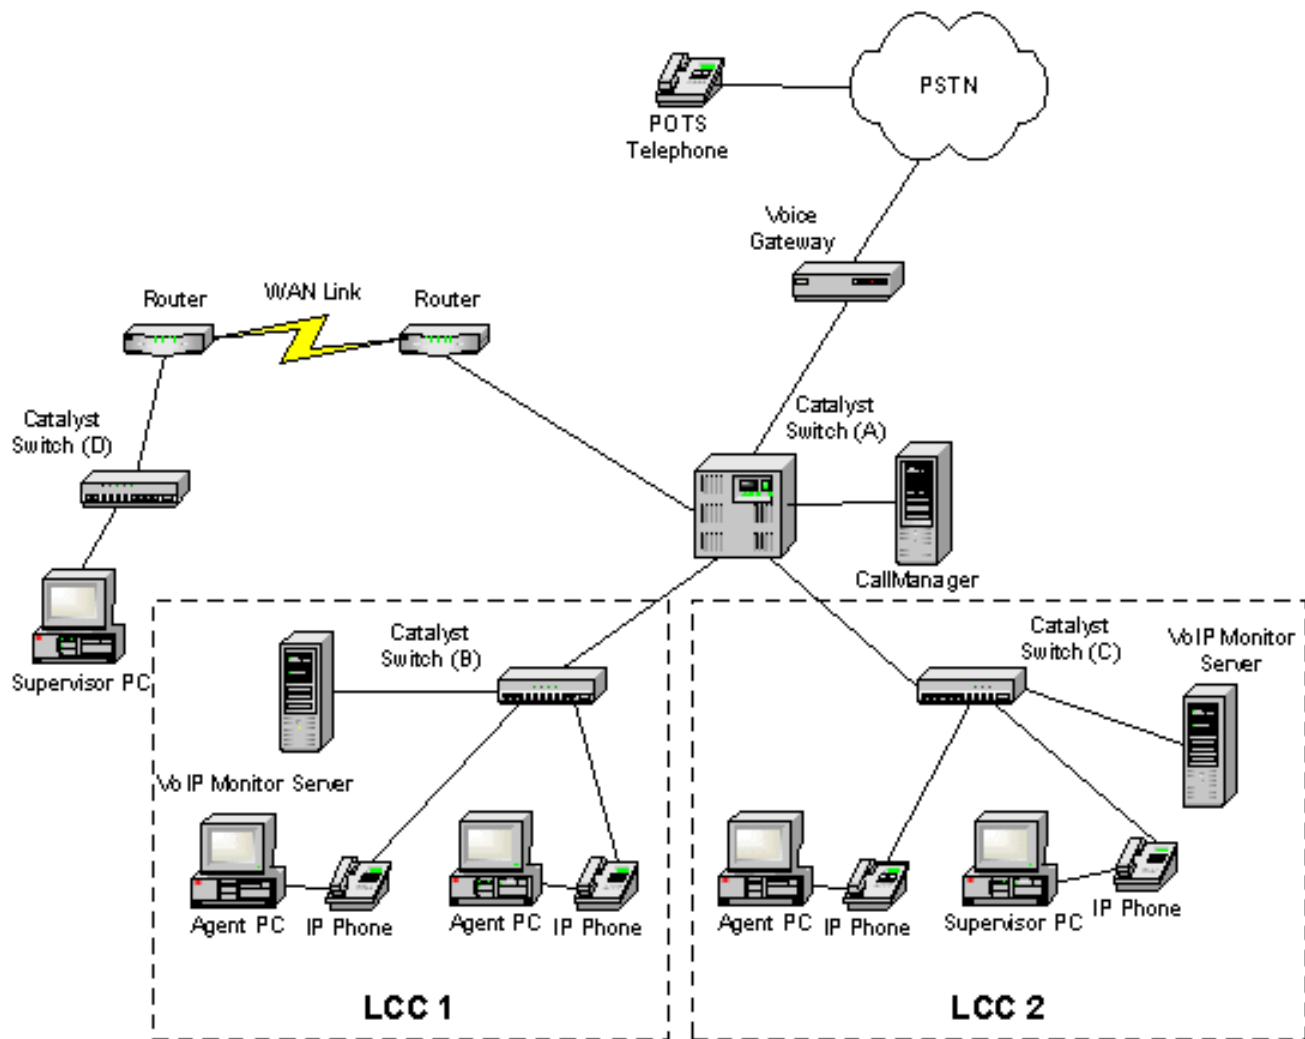 PSTN
POTS
Telephone
Voice
Gateway
Router
WAN Link
Router
Catalyst
Switch (D)
Catalyst
Switch (A)
CallManager
Supervisor PC
Catalyst
Switch (B)
VoIP Monitor Server
Agent PC
IP Phone
Agent PC
IP Phone
LCC 1
Catalyst
Switch (C)
VoIP Monitor
Server
Agent PC
IP Phone
Supervisor PC
IP Phone
LCC 2